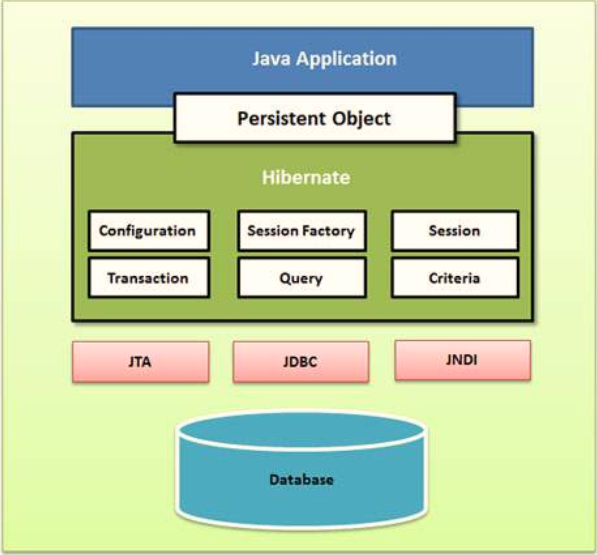 Java Application
Persistent Object
Hibernate
Configuration
Session Factory
Session
Transaction
Query
Criteria
JTA
JDBC
JNDI
Database